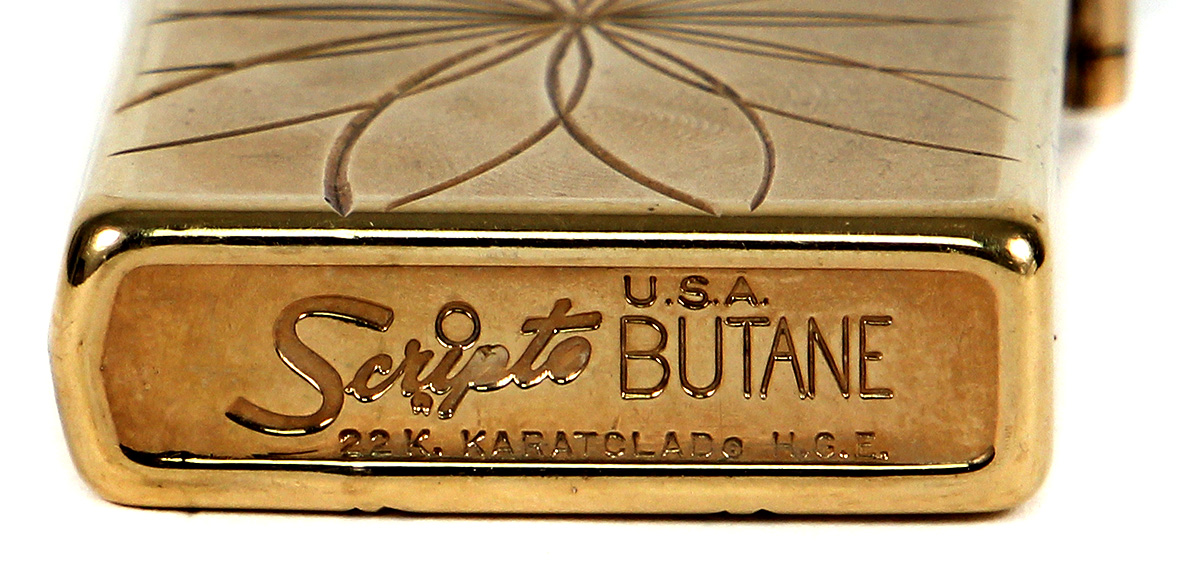 U.S.A.
Scripto BUTANE
22 K. KARATCLAD® H.G.E.